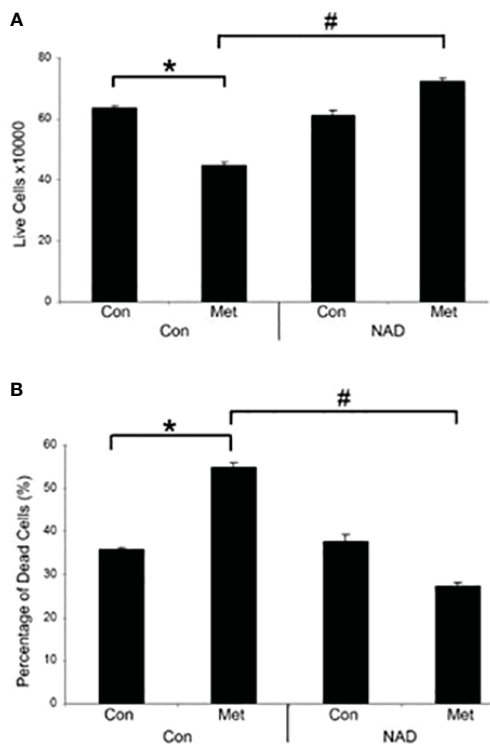 A
#
*
80
60
40
20
0
Live Cells x10000
Con Met Con Met
Con NAD
B
#
*
60
50
40
30
20
10
0
Percentage of Dead Cells (%)
Con Met Con Met
Con NAD